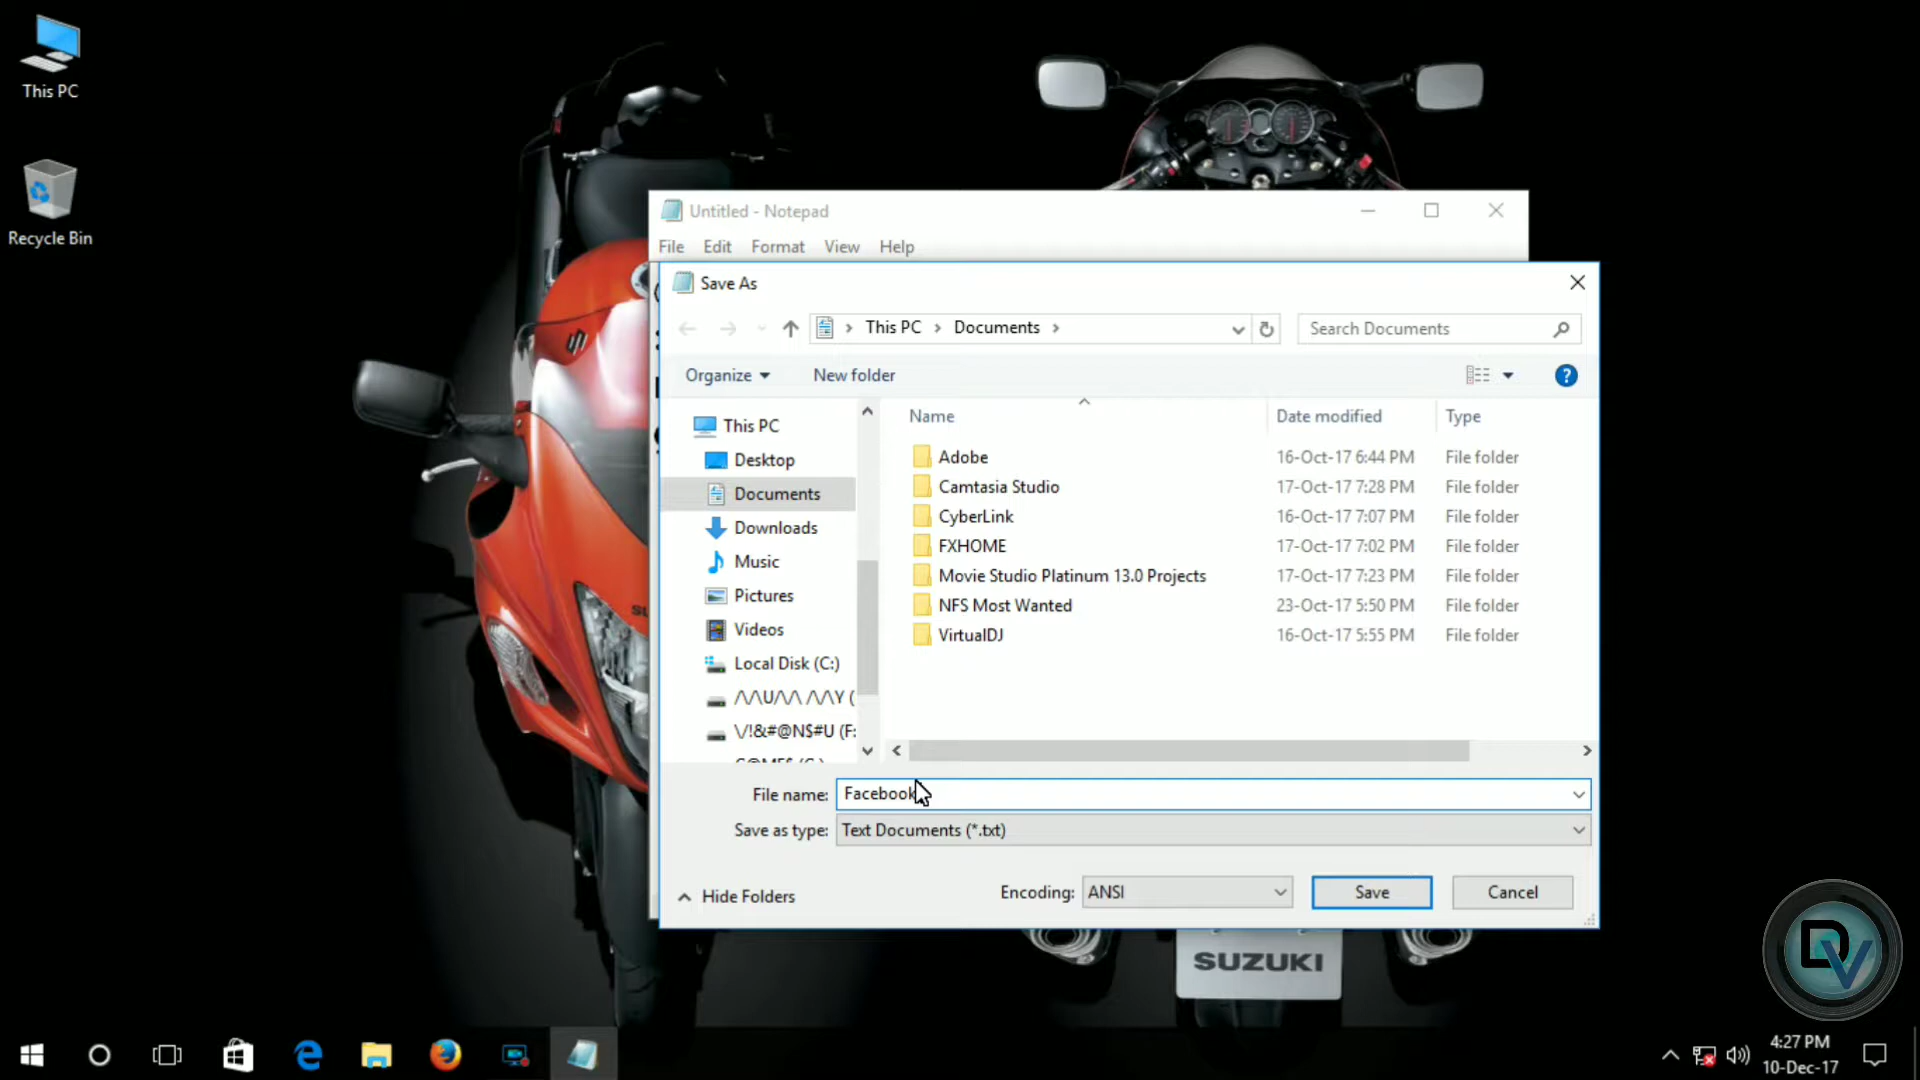 This PC
Recycle Bin
Untitled - Notepad
File Edit Format View Help
Save As
This PC Documents
Search Documents
Organize New folder
This PC
Desktop
Documents
Downloads
Music
Pictures
Videos
Local Disk (C:)
/\/\U/\/\ /\/\Y (
\/!&#@N$#U (F:
Name Date modified Type
Adobe 16-Oct-17 6:44 PM File folder
Camtasia Studio 17-Oct-17 7:28 PM File folder
CyberLink 16-Oct-17 7:07 PM File folder
FXHOME 17-Oct-17 7:02 PM File folder
Movie Studio Platinum 13.0 Projects 17-Oct-17 7:23 PM File folder
NFS Most Wanted 23-Oct-17 5:50 PM File folder
VirtualDJ 16-Oct-17 5:55 PM File folder
File name: Facebook
Save as type: Text Documents (*.txt)
Hide Folders
Encoding: ANSI
Save
Cancel
SUZUKI
DV
4:27 PM
10-Dec-17